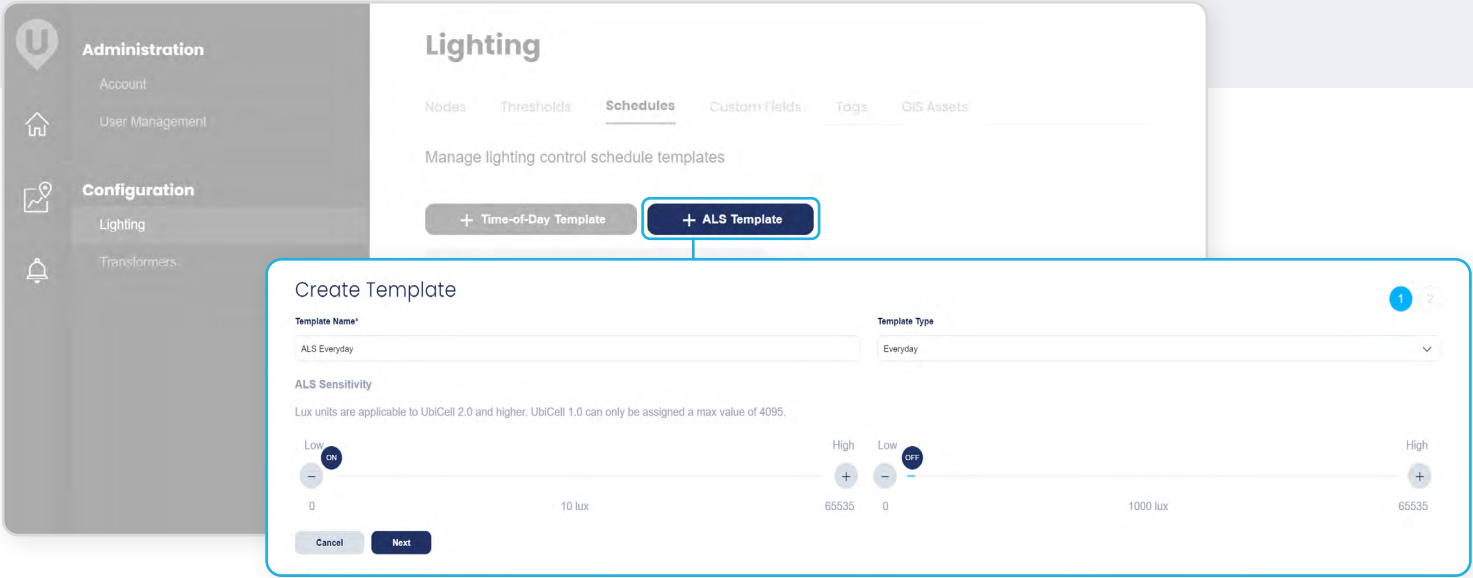 U
Administration
Account
User Management
Configuration
Lighting
Transformers
Lighting
Nodes Thresholds Schedules Custom Fields Tags GIS Assets
Manage lighting control schedule templates
+ Time-of-Day Template + ALS Template
Create Template
1 2
Template Name* Template Type
ALS Everyday Everyday
ALS Sensitivity
Lux units are applicable to UbiCell 2.0 and higher. UbiCell 1.0 can only be assigned a max value of 4095.
Low High Low High
ON OFF
− + − +
0 10 lux 65535 0 1000 lux 65535
Cancel Next